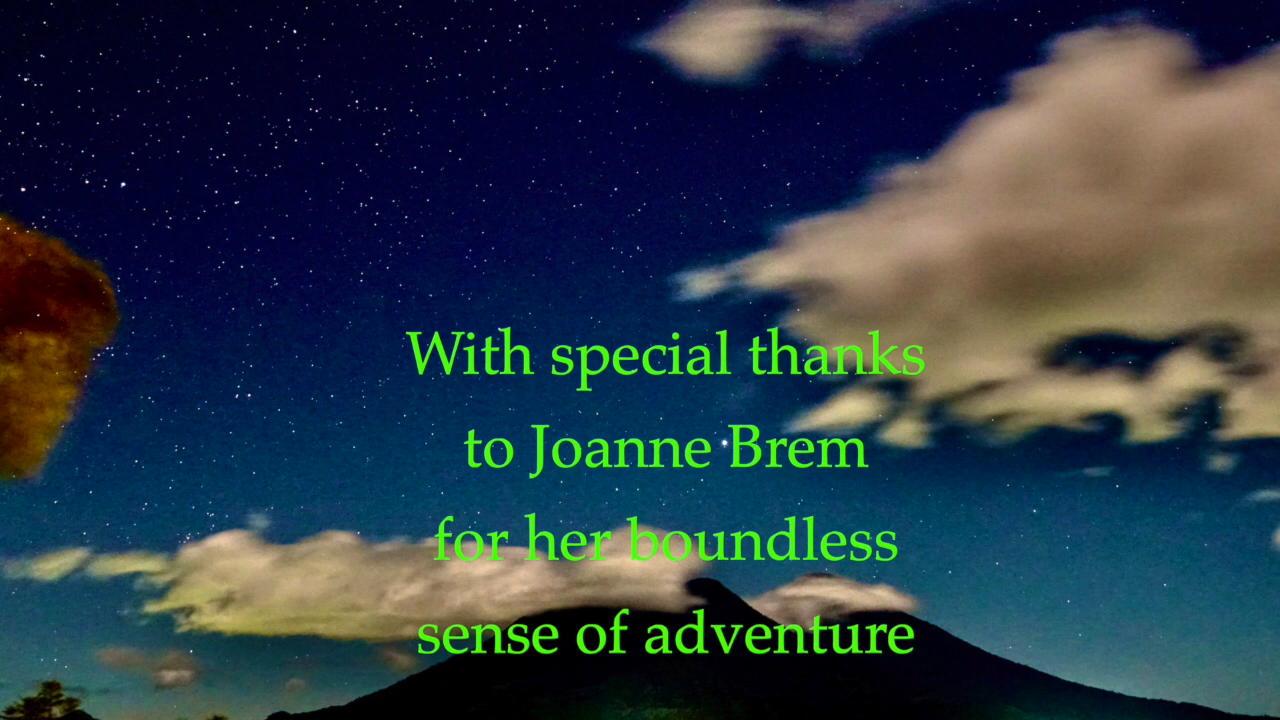 With special thanks
to Joanne Brem
for her boundless
sense of adventure